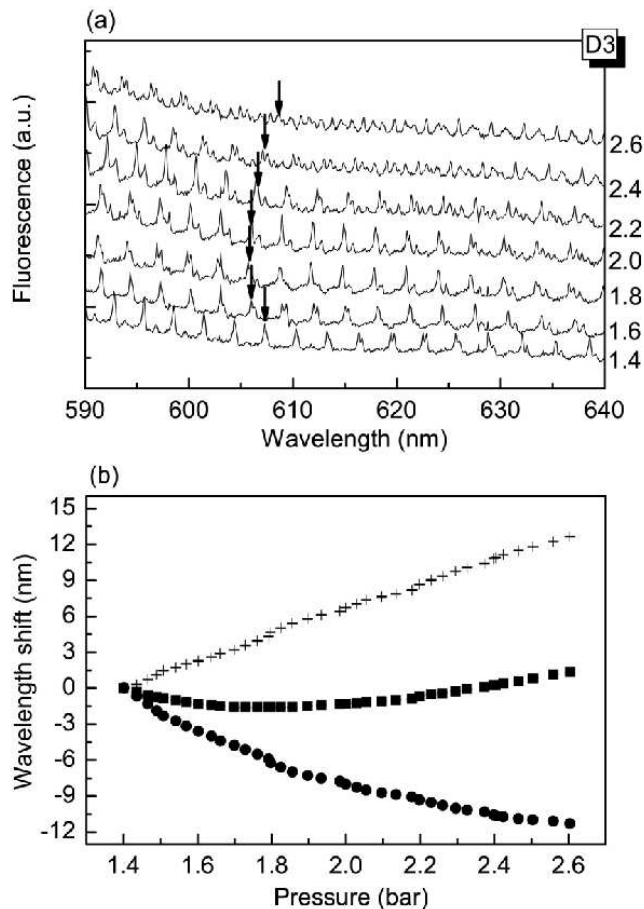 (a)
D3
Fluorescence (a.u.)
2.6
2.4
2.2
2.0
1.8
1.6
1.4
590 600 610 620 630 640
Wavelength (nm)
(b)
Wavelength shift (nm)
15
12
9
6
3
0
-3
-6
-9
-12
1.4 1.6 1.8 2.0 2.2 2.4 2.6
Pressure (bar)